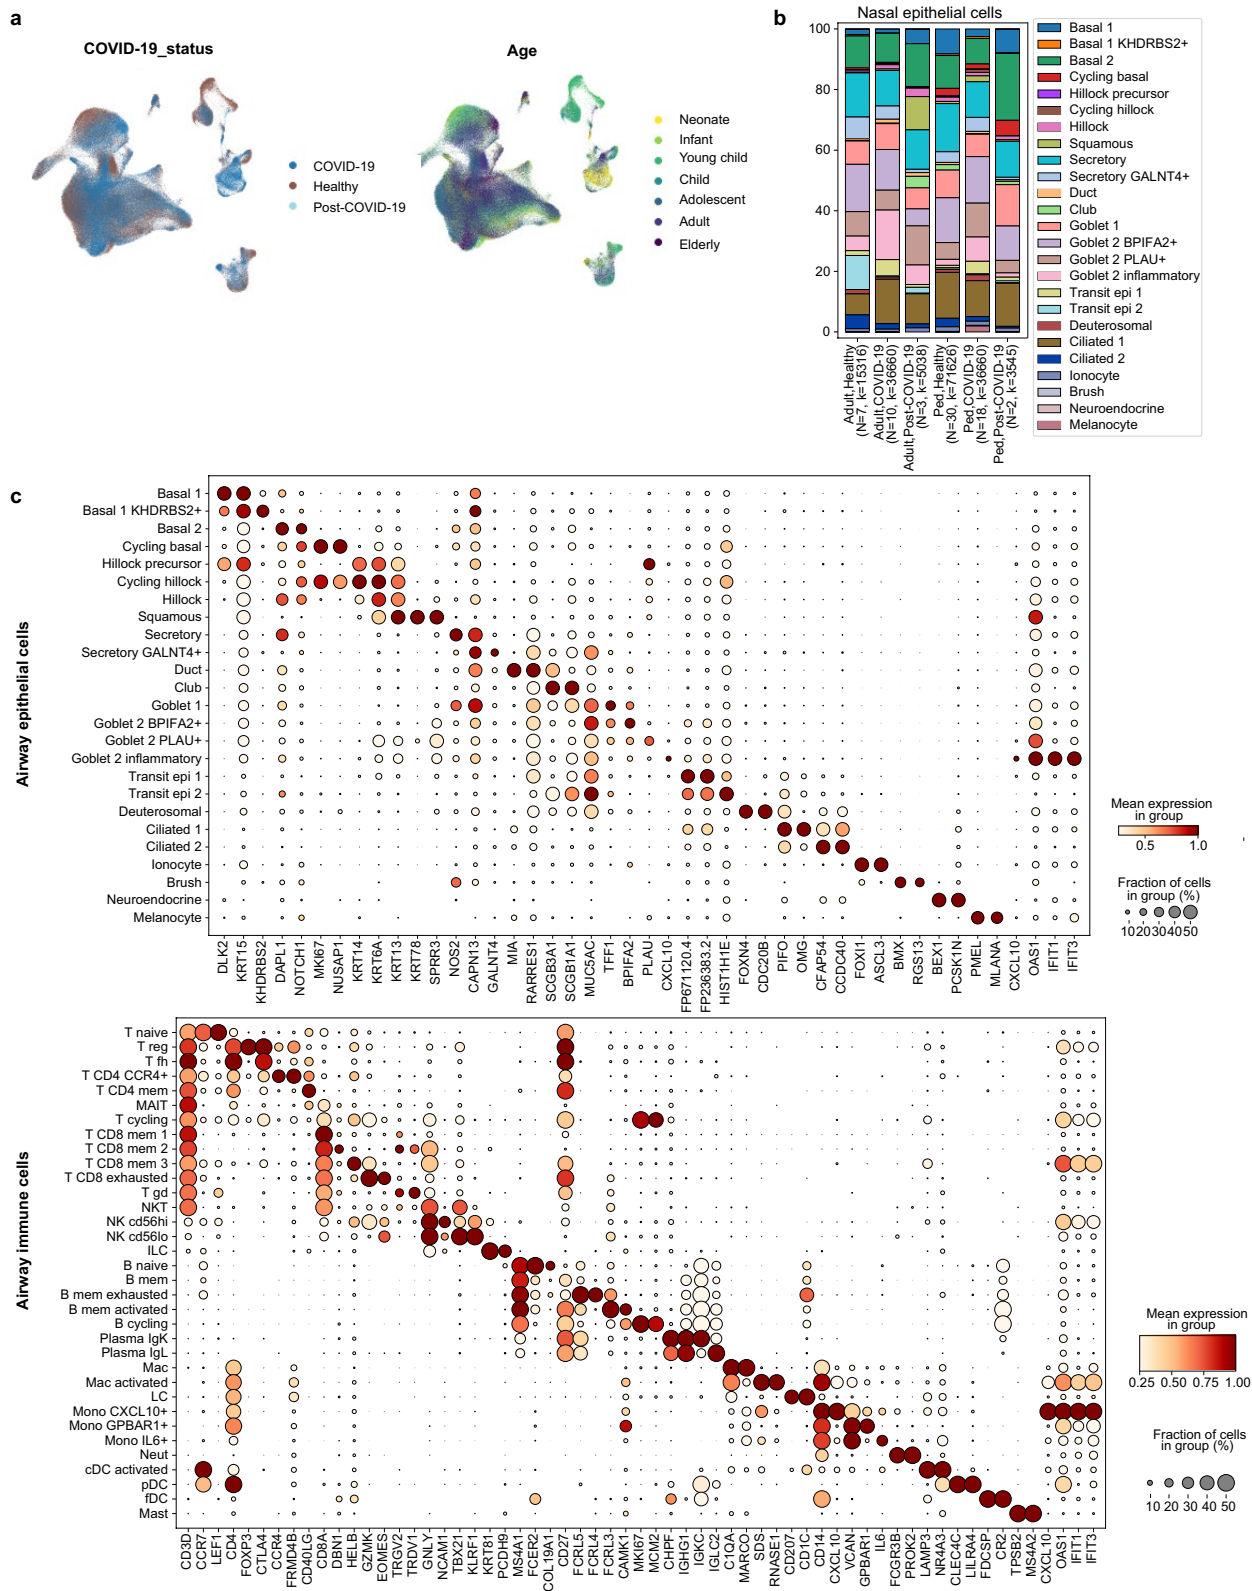 a
COVID-19_status
COVID-19
Healthy
Post-COVID-19
Age
Neonate
Infant
Young child
Child
Adolescent
Adult
Elderly
b
Nasal epithelial cells
100
80
60
40
20
0
Adult,Healthy
(N=7, k=15316)
Adult,COVID-19
(N=10, k=36660)
Adult,Post-COVID-19
(N=3, k=5038)
Ped,Healthy
(N=30, k=71626)
Ped,COVID-19
(N=18, k=36660)
Ped,Post-COVID-19
(N=2, k=3545)
Basal 1
Basal 1 KHDRBS2+
Basal 2
Cycling basal
Hillock precursor
Cycling hillock
Hillock
Squamous
Secretory
Secretory GALNT4+
Duct
Club
Goblet 1
Goblet 2 BPIFA2+
Goblet 2 PLAU+
Goblet 2 inflammatory
Transit epi 1
Transit epi 2
Deuterosomal
Ciliated 1
Ciliated 2
Ionocyte
Brush
Neuroendocrine
Melanocyte
c
Airway epithelial cells
Basal 1
Basal 1 KHDRBS2+
Basal 2
Cycling basal
Hillock precursor
Cycling hillock
Hillock
Squamous
Secretory
Secretory GALNT4+
Duct
Club
Goblet 1
Goblet 2 BPIFA2+
Goblet 2 PLAU+
Goblet 2 inflammatory
Transit epi 1
Transit epi 2
Deuterosomal
Ciliated 1
Ciliated 2
Ionocyte
Brush
Neuroendocrine
Melanocyte
DLK2
KRT15
KHDRBS2
DAPL1
NOTCH1
MKI67
NUSAP1
KRT14
KRT6A
KRT13
KRT78
SPRR3
NOS2
CAPN13
GALNT4
MIA
RARRES1
SCGB3A1
SCGB1A1
MUC5AC
TFF1
BPIFA2
PLAU
CXCL10
FP671120.4
FP236383.2
HIST1H1E
FOXN4
CDC20B
PIFO
OMG
CFAP54
CCDC40
FOXI1
ASCL3
BMX
RGS13
BEX1
PCSK1N
PMEL
MLANA
CXCL10
OAS1
IFIT1
IFIT3
Mean expression
in group
0.5 1.0
Fraction of cells
in group (%)
10 20 30 40 50
Airway immune cells
T naive
T reg
T fh
T CD4 CCR4+
T CD4 mem
MAIT
T cycling
T CD8 mem 1
T CD8 mem 2
T CD8 mem 3
T CD8 exhausted
T gd
NKT
NK cd56hi
NK cd56lo
ILC
B naive
B mem
B mem exhausted
B mem activated
B cycling
Plasma IgK
Plasma IgL
Mac
Mac activated
LC
Mono CXCL10+
Mono GPBAR1+
Mono IL6+
Neut
cDC activated
pDC
fDC
Mast
CD3D
CCR7
LEF1
CD4
FOXP3
CTLA4
CCR4
FRMD4B
CD40LG
CD8A
DBN1
HELB
GZMK
EOMES
TRGV2
TRDV1
GNLY
NCAM1
TBX21
KLRF1
KRT81
PCDH9
MS4A1
FCER2
COL19A1
CD27
FCRL5
FCRL4
FCRL3
CAMK1
MKI67
MCM2
CHPF
IGHG1
IGKC
IGLC2
C1QA
MARCO
SDS
RNASE1
CD207
CD1C
CD14
CXCL10
VCAN
GPBAR1
IL6
FCGR3B
PROK2
LAMP3
NR4A3
CLEC4C
LILRA4
FDCSP
CR2
TPSB2
MS4A2
CXCL10
OAS1
IFIT1
IFIT3
Mean expression
in group
0.25 0.50 0.75 1.00
Fraction of cells
in group (%)
10 20 30 40 50